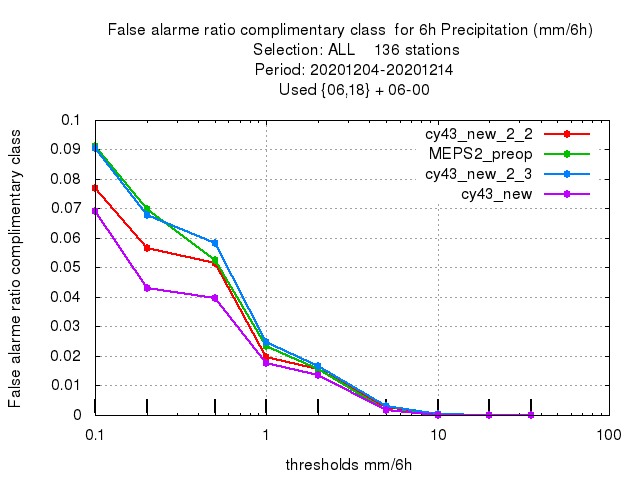 False alarme ratio complimentary class  for 6h Precipitation (mm/6h)
Selection: ALL    136 stations
Period: 20201204-20201214
Used {06,18} + 06-00
False alarme ratio complimentary class
0.1
0.09
0.08
0.07
0.06
0.05
0.04
0.03
0.02
0.01
0
cy43_new_2_2
MEPS2_preop
cy43_new_2_3
cy43_new
0.1
1
10
100
thresholds mm/6h